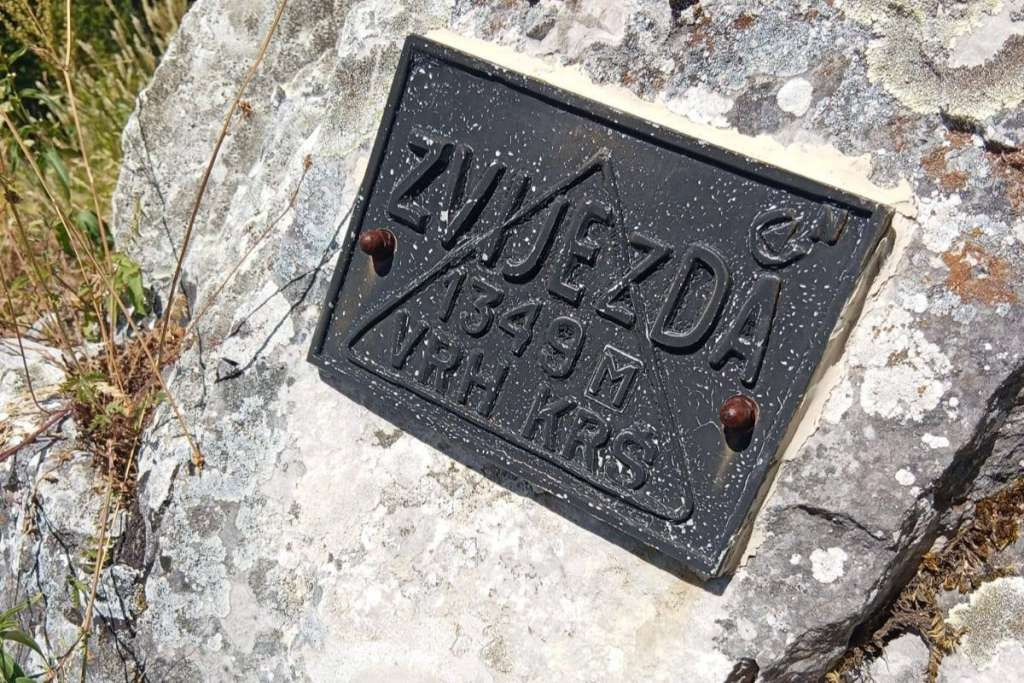 ZVIJEZDA
1349 M
VRH KRS